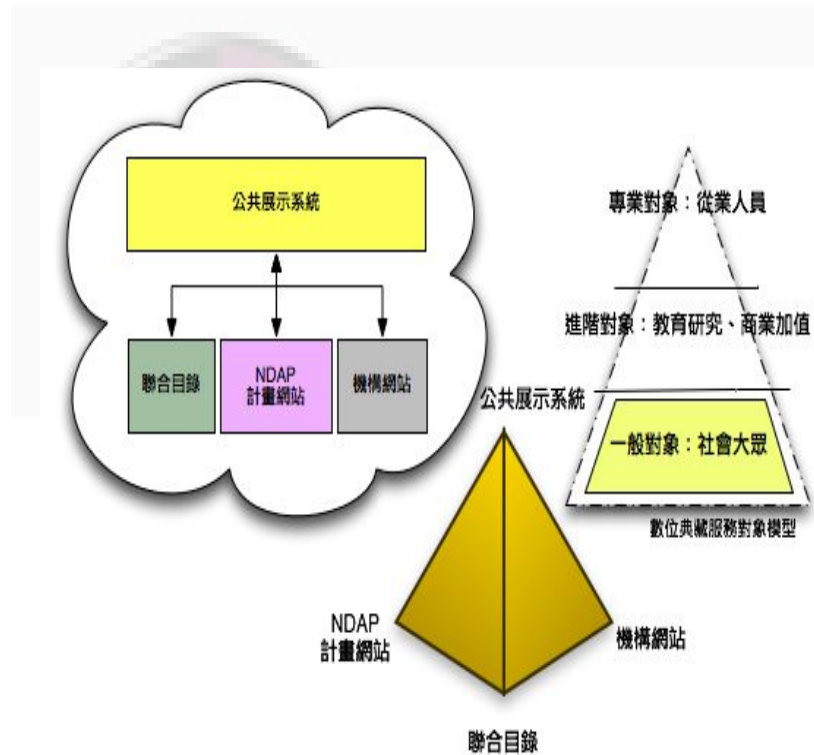 公共展示系統
聯合目錄
NDAP
計畫網站
機構網站
專業對象：從業人員
進階對象：教育研究、商業加值
一般對象：社會大眾
數位典藏服務對象模型
公共展示系統
NDAP
計畫網站
機構網站
聯合目錄